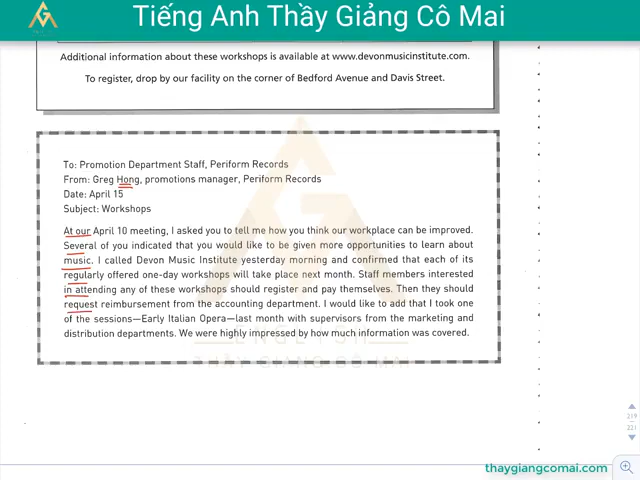 Tiếng Anh Thầy Giảng Cô Mai
Additional information about these workshops is available at www.devonmusicinstitute.com.
To register, drop by our facility on the corner of Bedford Avenue and Davis Street.
To: Promotion Department Staff, Periform Records
From: Greg Hong, promotions manager, Periform Records
Date: April 15
Subject: Workshops
At our April 10 meeting, I asked you to tell me how you think our workplace can be improved.
Several of you indicated that you would like to be given more opportunities to learn about
music. I called Devon Music Institute yesterday morning and confirmed that each of its
regularly offered one-day workshops will take place next month. Staff members interested
in attending any of these workshops should register and pay themselves. Then they should
request reimbursement from the accounting department. I would like to add that I took one
of the sessions—Early Italian Opera—last month with supervisors from the marketing and
distribution departments. We were highly impressed by how much information was covered.
ENGLISH
THẦY GIẢNG CÔ MAI
219
221
thaygiangcomai.com